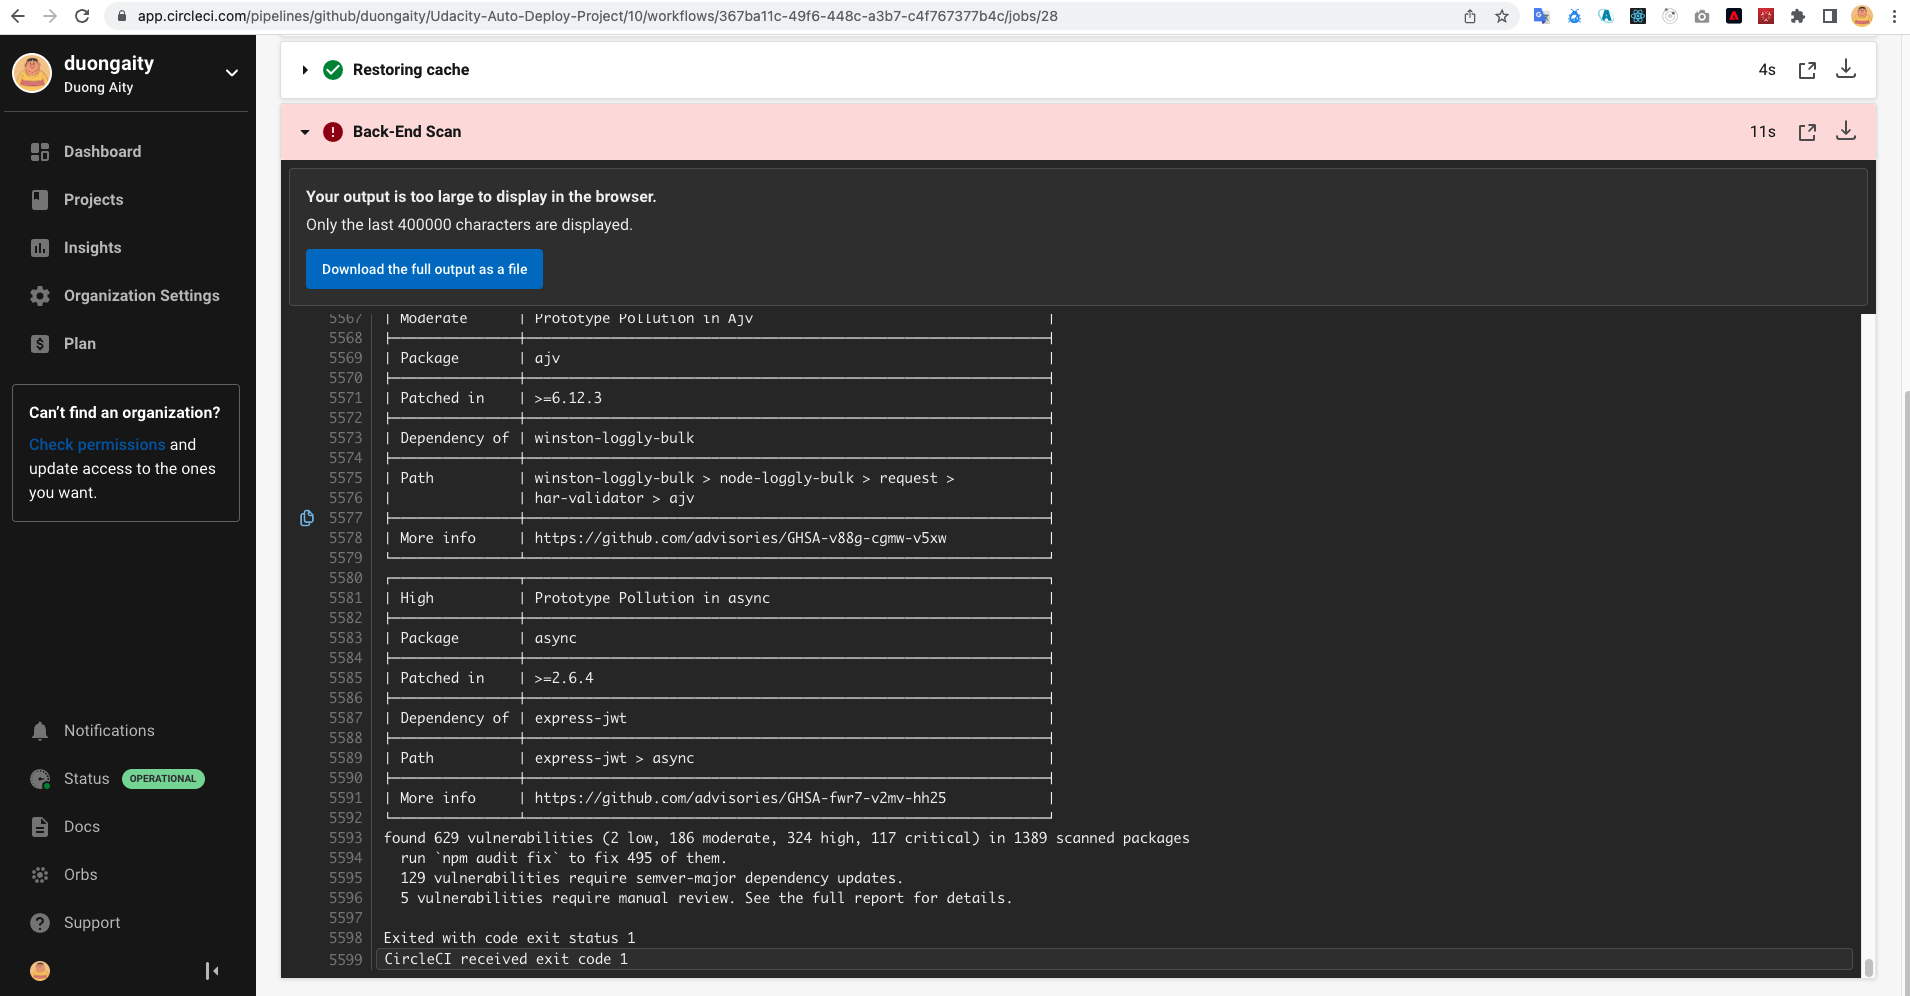 app.circleci.com/pipelines/github/duongaity/Udacity-Auto-Deploy-Project/10/workflows/367ba11c-49f6-448c-a3b7-c4f767377b4c/jobs/28
duongaity
Duong Aity
Dashboard
Projects
Insights
Organization Settings
Plan
Can't find an organization?
Check permissions and
update access to the ones
you want.
Notifications
Status OPERATIONAL
Docs
Orbs
Support
Restoring cache 4s
Back-End Scan 11s
Your output is too large to display in the browser.
Only the last 400000 characters are displayed.
Download the full output as a file
5567 | Moderate | Prototype Pollution in Ajv |
5568
5569 | Package | ajv |
5570
5571 | Patched in | >=6.12.3 |
5572
5573 | Dependency of | winston-loggly-bulk |
5574
5575 | Path | winston-loggly-bulk > node-loggly-bulk > request > |
5576 | | har-validator > ajv |
5577
5578 | More info | https://github.com/advisories/GHSA-v88g-cgmw-v5xw |
5579
5580
5581 | High | Prototype Pollution in async |
5582
5583 | Package | async |
5584
5585 | Patched in | >=2.6.4 |
5586
5587 | Dependency of | express-jwt |
5588
5589 | Path | express-jwt > async |
5590
5591 | More info | https://github.com/advisories/GHSA-fwr7-v2mv-hh25 |
5592
5593 found 629 vulnerabilities (2 low, 186 moderate, 324 high, 117 critical) in 1389 scanned packages
5594 run `npm audit fix` to fix 495 of them.
5595 129 vulnerabilities require semver-major dependency updates.
5596 5 vulnerabilities require manual review. See the full report for details.
5597
5598 Exited with code exit status 1
5599 CircleCI received exit code 1